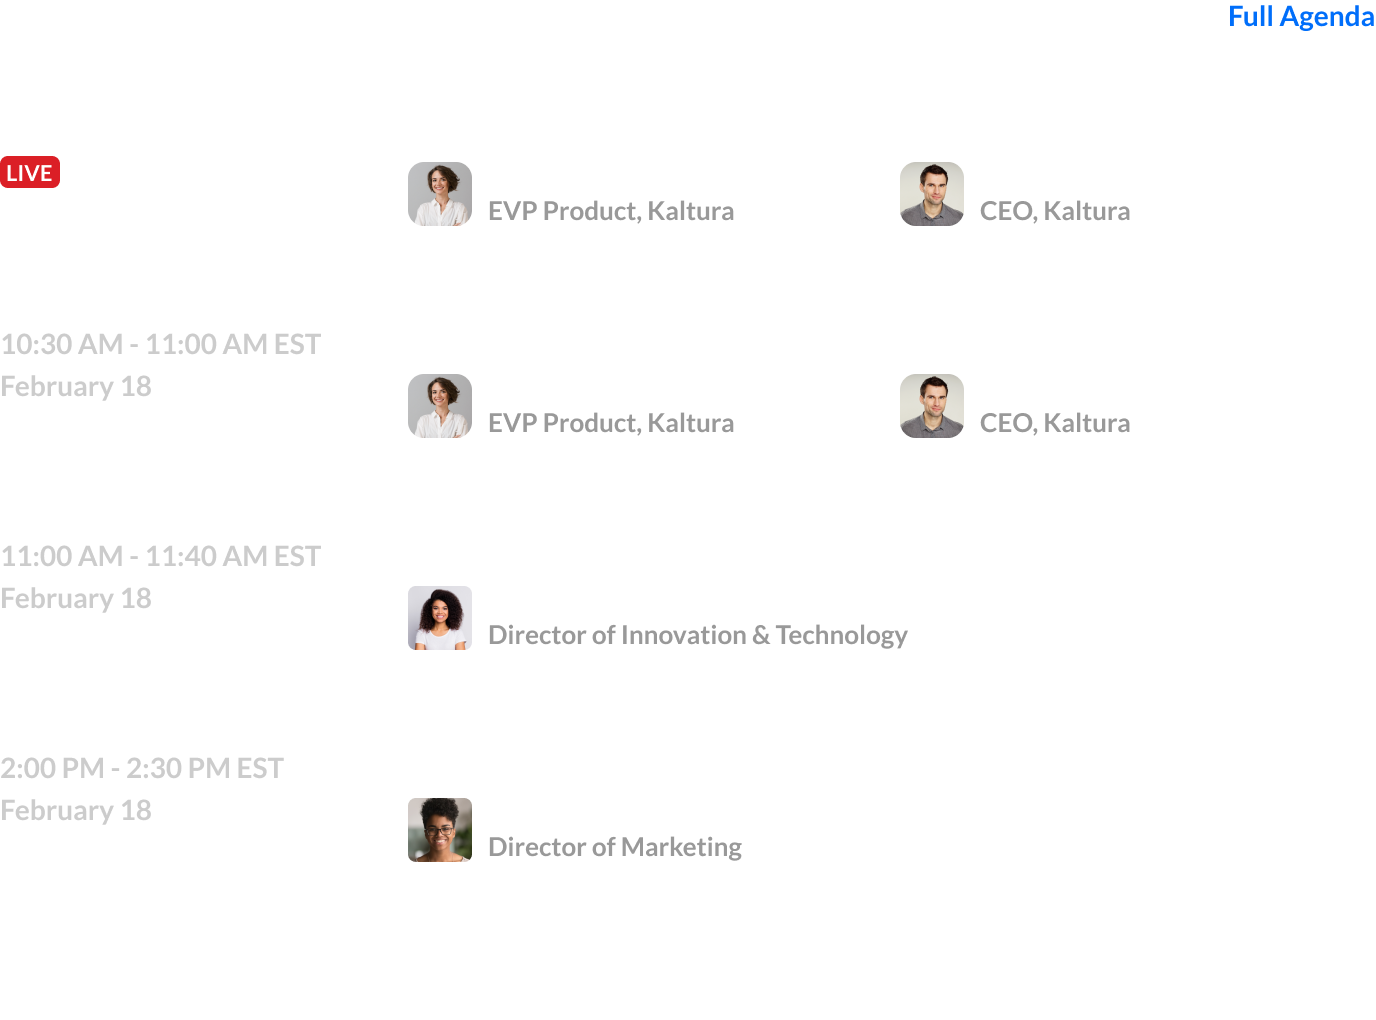 Full Agenda
LIVE
EVP Product, Kaltura
CEO, Kaltura
10:30 AM - 11:00 AM EST
February 18
EVP Product, Kaltura
CEO, Kaltura
11:00 AM - 11:40 AM EST
February 18
Director of Innovation & Technology
2:00 PM - 2:30 PM EST
February 18
Director of Marketing